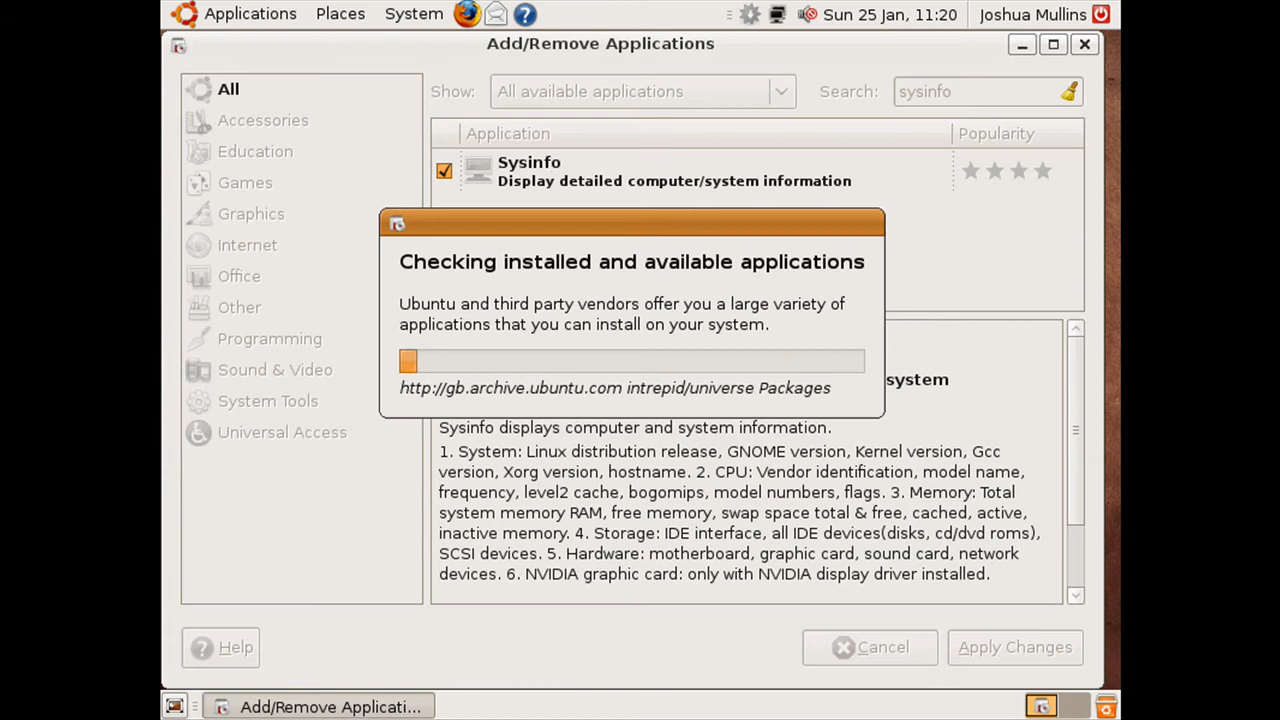 Applications Places System Sun 25 Jan, 11:20 Joshua Mullins
Add/Remove Applications
All
Accessories
Education
Games
Graphics
Internet
Office
Other
Programming
Sound & Video
System Tools
Universal Access
Show: All available applications Search: sysinfo
Application Popularity
Sysinfo
Display detailed computer/system information
Checking installed and available applications
Ubuntu and third party vendors offer you a large variety of
applications that you can install on your system.
http://gb.archive.ubuntu.com intrepid/universe Packages
system
Sysinfo displays computer and system information.
1. System: Linux distribution release, GNOME version, Kernel version, Gcc
version, Xorg version, hostname. 2. CPU: Vendor identification, model name,
frequency, level2 cache, bogomips, model numbers, flags. 3. Memory: Total
system memory RAM, free memory, swap space total & free, cached, active,
inactive memory. 4. Storage: IDE interface, all IDE devices(disks, cd/dvd roms),
SCSI devices. 5. Hardware: motherboard, graphic card, sound card, network
devices. 6. NVIDIA graphic card: only with NVIDIA display driver installed.
Help Cancel Apply Changes
Add/Remove Applicati...